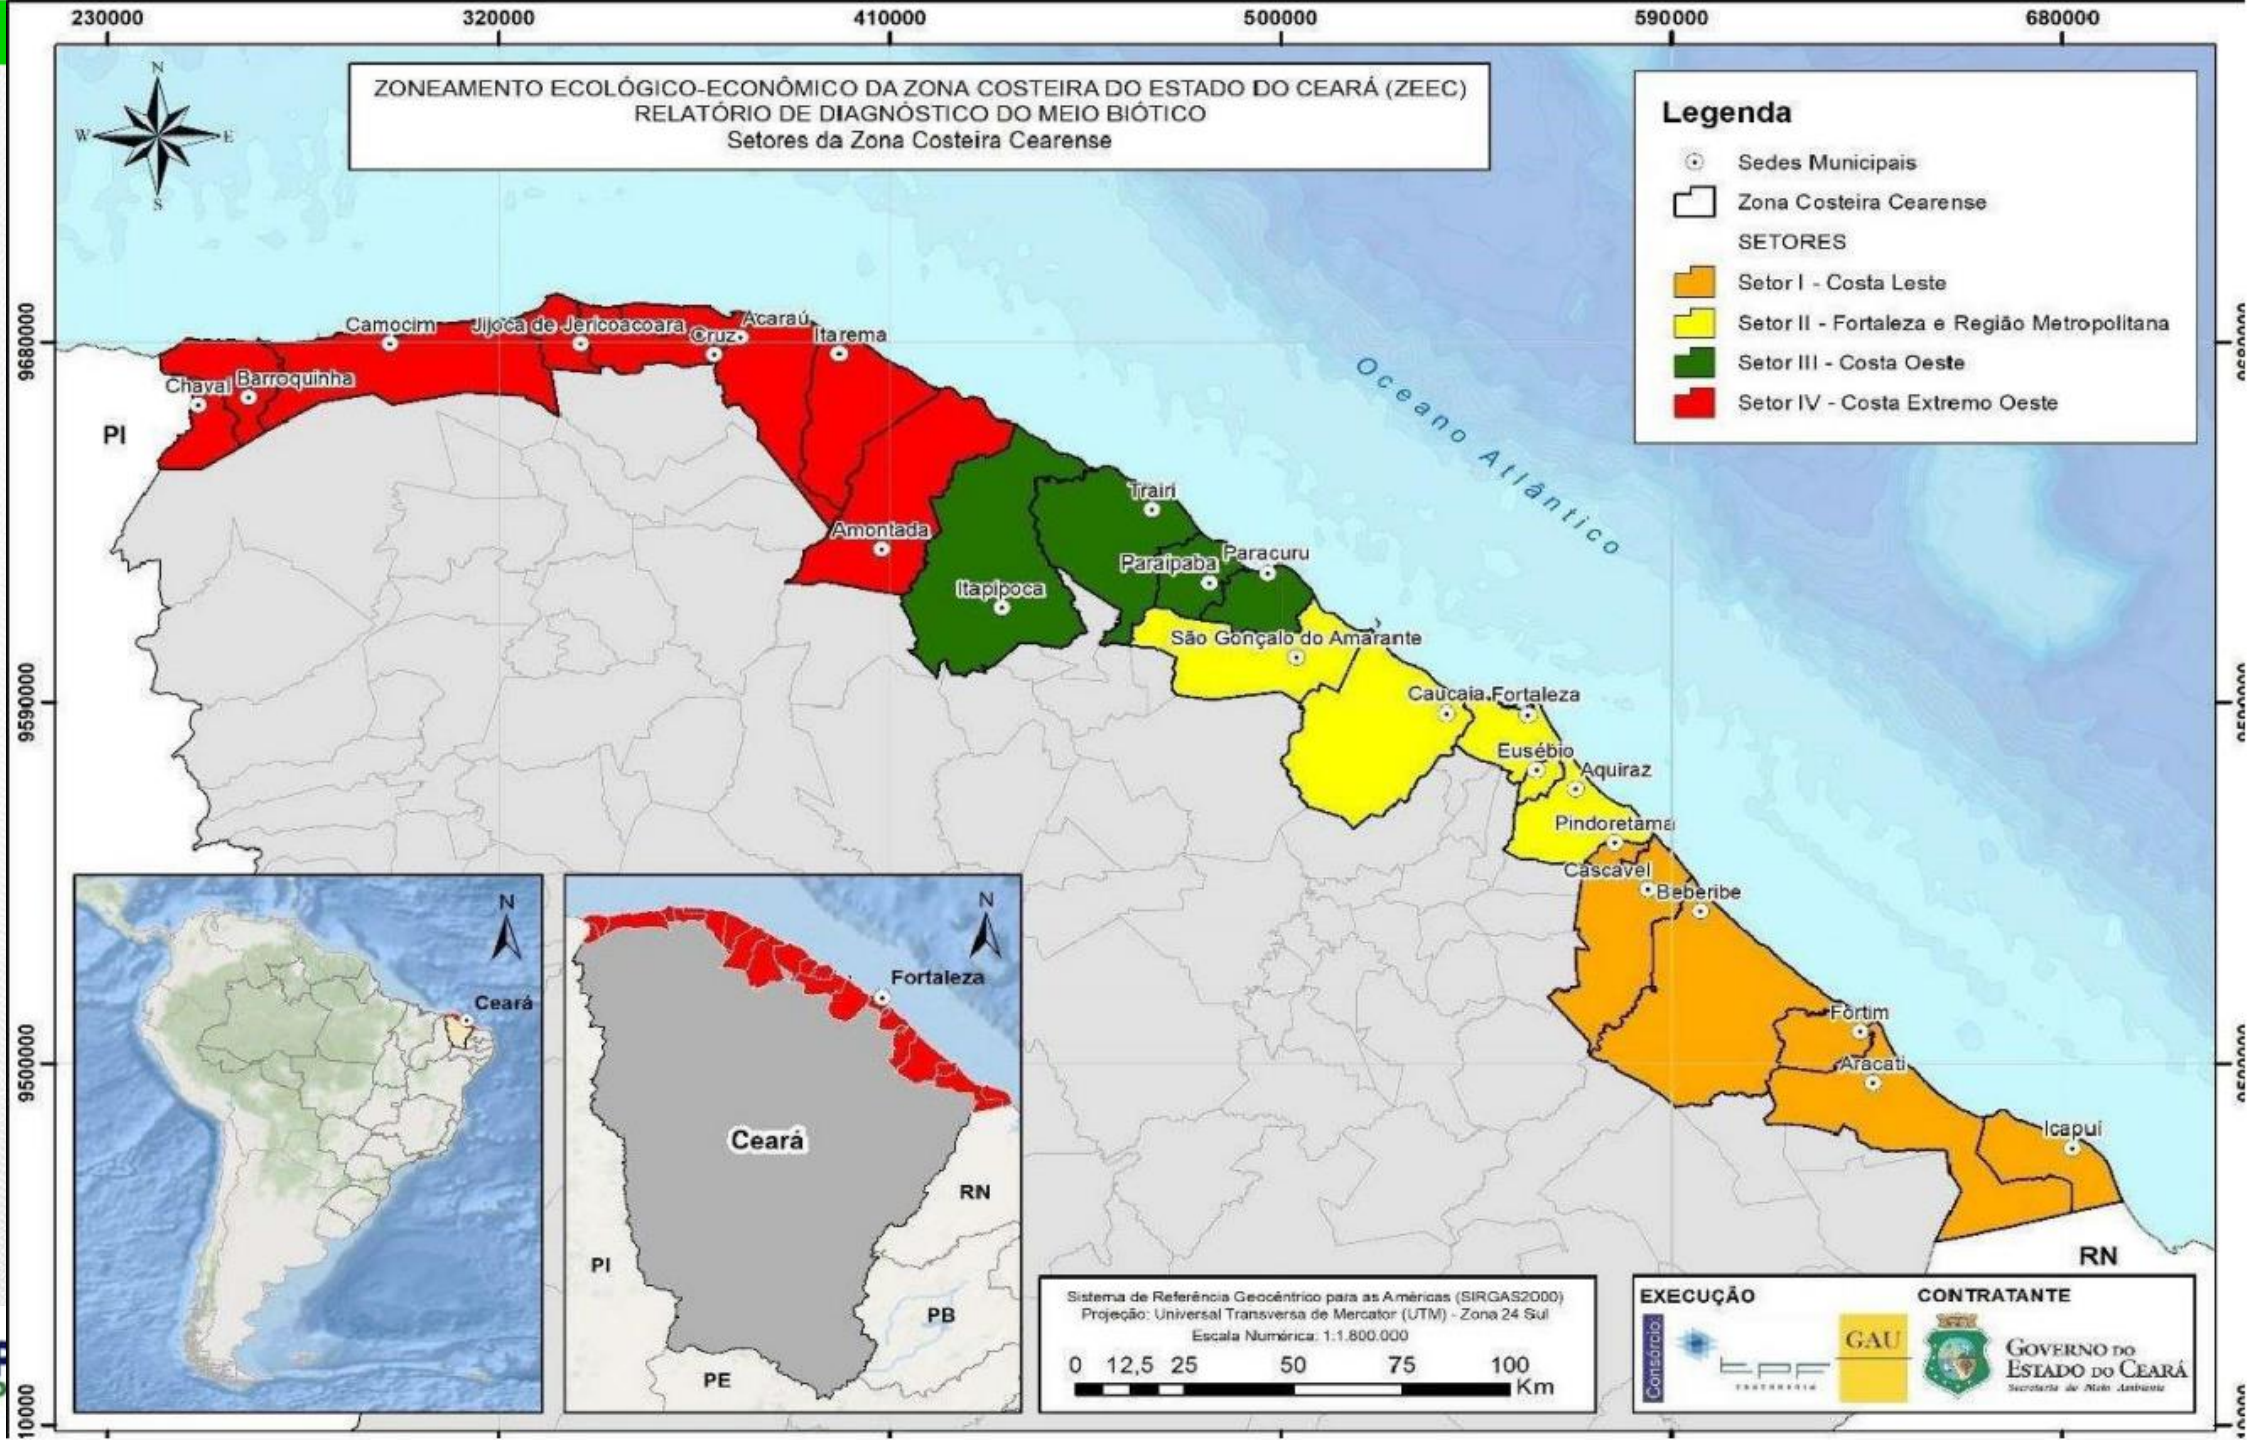 230000 320000 410000 500000 590000 680000
N
W E
S
ZONEAMENTO ECOLÓGICO-ECONÔMICO DA ZONA COSTEIRA DO ESTADO DO CEARÁ (ZEEC)
RELATÓRIO DE DIAGNÓSTICO DO MEIO BIÓTICO
Setores da Zona Costeira Cearense
Legenda
Sedes Municipais
Zona Costeira Cearense
SETORES
Setor I - Costa Leste
Setor II - Fortaleza e Região Metropolitana
Setor III - Costa Oeste
Setor IV - Costa Extremo Oeste
9680000
9590000
9500000
Oceano Atlântico
Camocim
Jijoca de Jericoacoara
Cruz
Acaraú
Itarema
Chaval
Barroquinha
PI
Amontada
Itapipoca
Trairi
Paraipaba
Paracuru
São Gonçalo do Amarante
Caucaia
Fortaleza
Eusébio
Aquiraz
Pindoretama
Cascavel
Beberibe
Fortim
Aracati
Icapuí
RN
N
Ceará
N
Fortaleza
Ceará
PI
RN
PB
PE
Sistema de Referência Geocêntrico para as Américas (SIRGAS2000)
Projeção: Universal Transversa de Mercator (UTM) - Zona 24 Sul
Escala Numérica: 1:1.800.000
0 12,5 25 50 75 100
Km
EXECUÇÃO
CONTRATANTE
Consórcio:
tpf
GAU
GOVERNO DO
ESTADO DO CEARÁ
Secretaria do Meio Ambiente